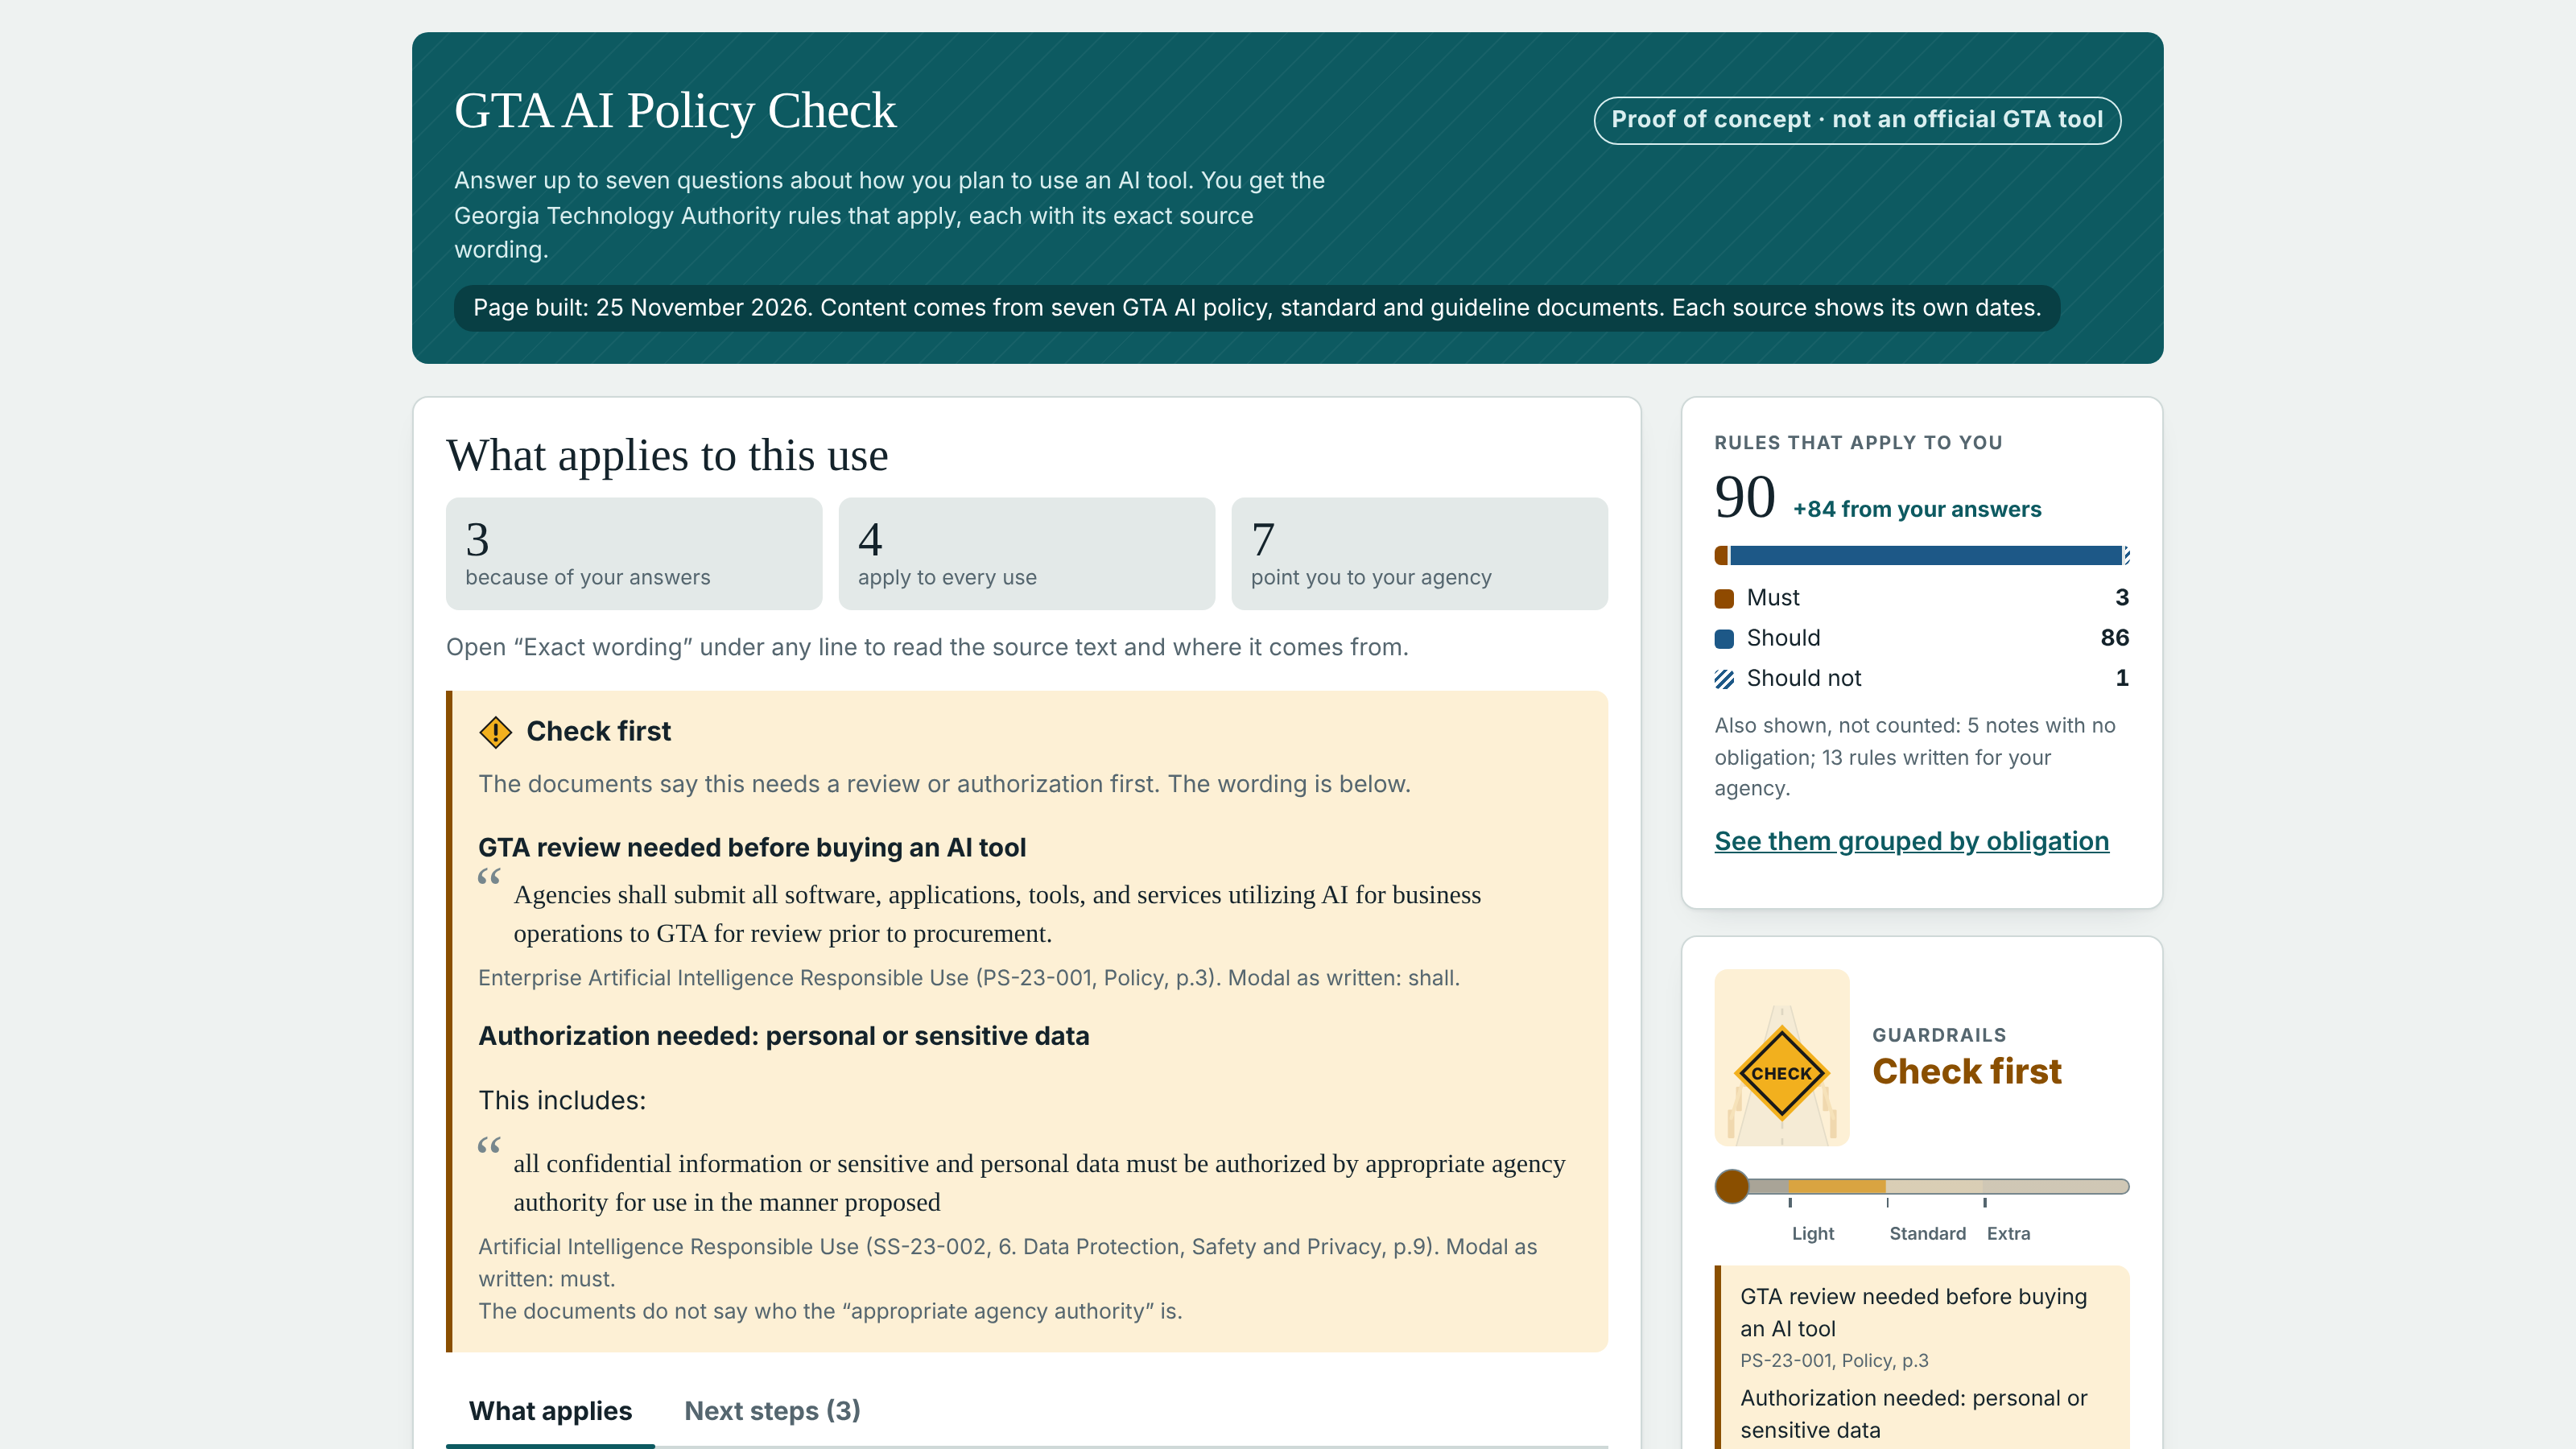 GTA AI Policy Check
Proof of concept · not an official GTA tool
Answer up to seven questions about how you plan to use an AI tool. You get the
Georgia Technology Authority rules that apply, each with its exact source
wording.
Page built: 25 November 2026. Content comes from seven GTA AI policy, standard and guideline documents. Each source shows its own dates.
What applies to this use
3
because of your answers
4
apply to every use
7
point you to your agency
Open “Exact wording” under any line to read the source text and where it comes from.
Check first
The documents say this needs a review or authorization first. The wording is below.
GTA review needed before buying an AI tool
“
Agencies shall submit all software, applications, tools, and services utilizing AI for business
operations to GTA for review prior to procurement.
Enterprise Artificial Intelligence Responsible Use (PS-23-001, Policy, p.3). Modal as written: shall.
Authorization needed: personal or sensitive data
This includes:
“
all confidential information or sensitive and personal data must be authorized by appropriate agency
authority for use in the manner proposed
Artificial Intelligence Responsible Use (SS-23-002, 6. Data Protection, Safety and Privacy, p.9). Modal as
written: must.
The documents do not say who the “appropriate agency authority” is.
What applies
Next steps (3)
RULES THAT APPLY TO YOU
90 +84 from your answers
Must 3
Should 86
Should not 1
Also shown, not counted: 5 notes with no
obligation; 13 rules written for your
agency.
See them grouped by obligation
CHECK
GUARDRAILS
Check first
Light Standard Extra
GTA review needed before buying
an AI tool
PS-23-001, Policy, p.3
Authorization needed: personal or
sensitive data